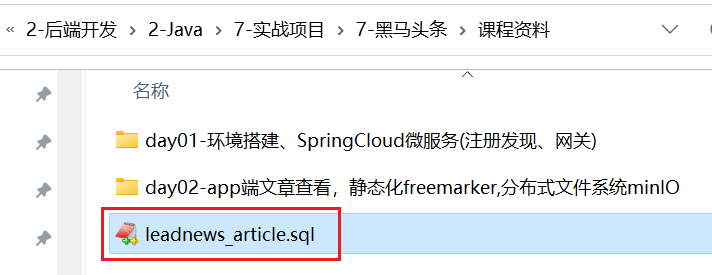 « 2-后端开发 > 2-Java > 7-实战项目 > 7-黑马头条 > 课程资料
名称
day01-环境搭建、SpringCloud微服务(注册发现、网关)
day02-app端文章查看，静态化freemarker,分布式文件系统minIO
leadnews_article.sql